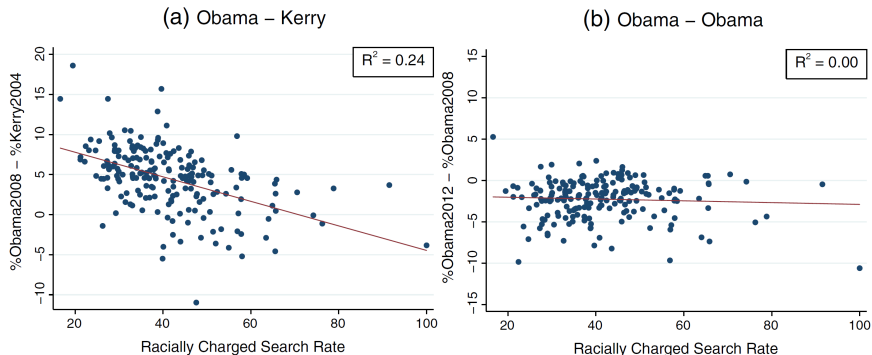 (a) Obama − Kerry
R² = 0.24
%Obama2008 − %Kerry2004
20
15
10
5
0
−5
−10
20 40 60 80 100
Racially Charged Search Rate
(b) Obama − Obama
R² = 0.00
%Obama2012 − %Obama2008
15
10
5
0
−5
−10
−15
20 40 60 80 100
Racially Charged Search Rate